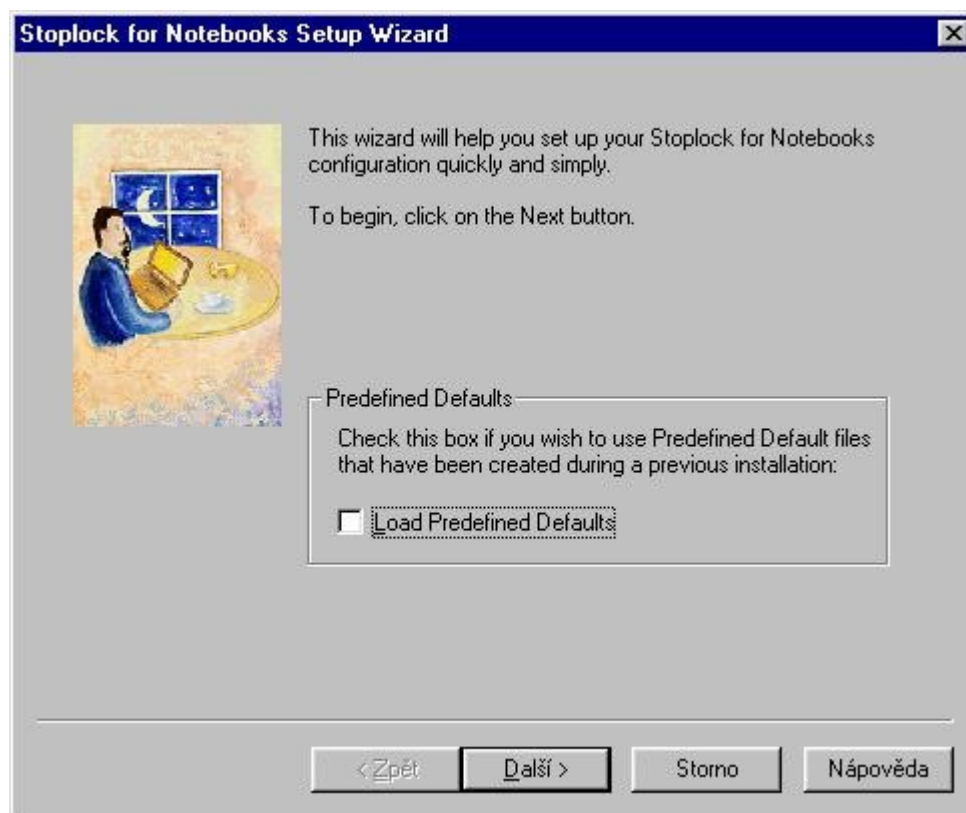 Stoplock for Notebooks Setup Wizard
This wizard will help you set up your Stoplock for Notebooks
configuration quickly and simply.
To begin, click on the Next button.
Predefined Defaults
Check this box if you wish to use Predefined Default files
that have been created during a previous installation:
Load Predefined Defaults
< Zpět
Další >
Storno
Nápověda